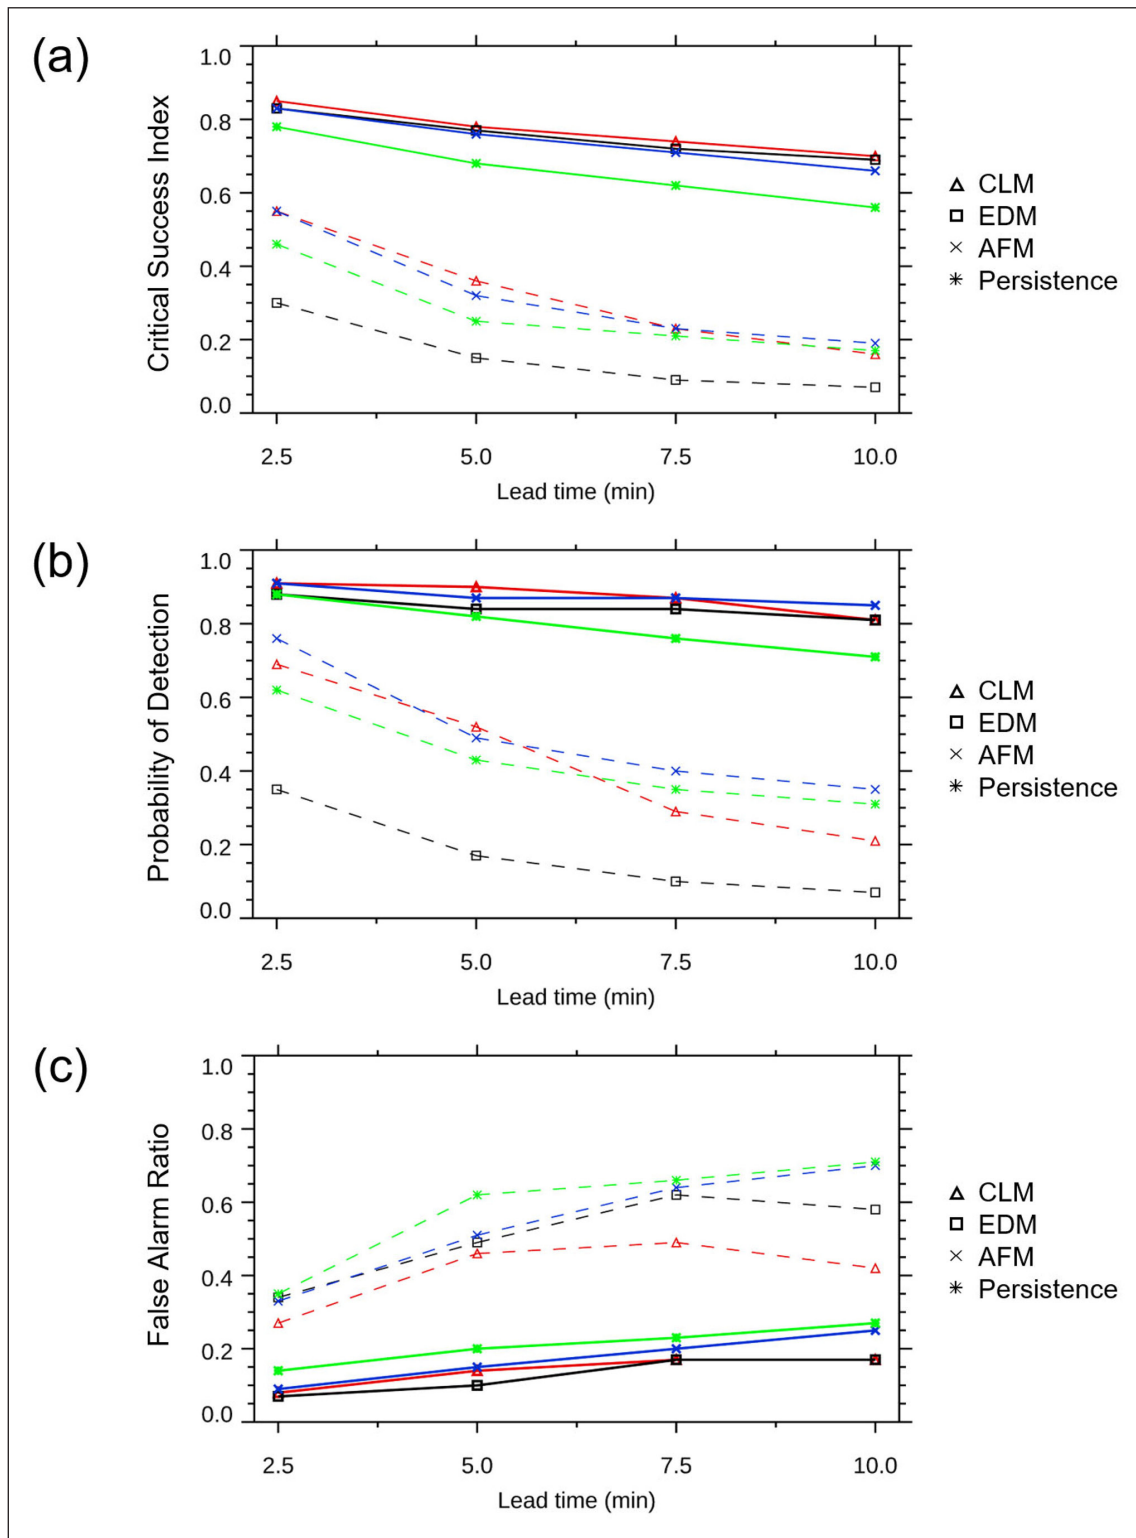 (a)
Critical Success Index
1.0
0.8
0.6
0.4
0.2
0.0
2.5 5.0 7.5 10.0
Lead time (min)
CLM
EDM
AFM
Persistence
(b)
Probability of Detection
1.0
0.8
0.6
0.4
0.2
0.0
2.5 5.0 7.5 10.0
Lead time (min)
CLM
EDM
AFM
Persistence
(c)
False Alarm Ratio
1.0
0.8
0.6
0.4
0.2
0.0
2.5 5.0 7.5 10.0
Lead time (min)
CLM
EDM
AFM
Persistence